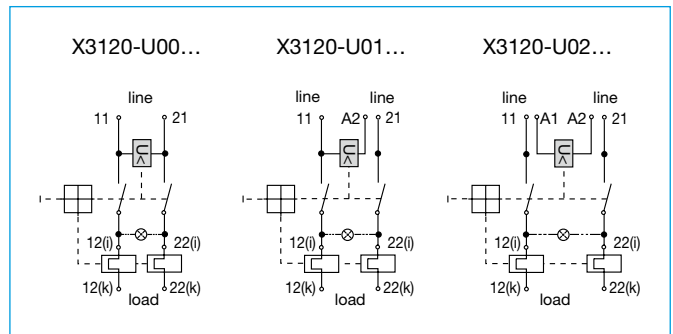 X3120-U00... X3120-U01... X3120-U02...
line line line line line
11 21 11 A2 21 11 A1 A2 21
U< U< U<
I I I
12(i) 22(i) 12(i) 22(i) 12(i) 22(i)
12(k) 22(k) 12(k) 22(k) 12(k) 22(k)
load load load